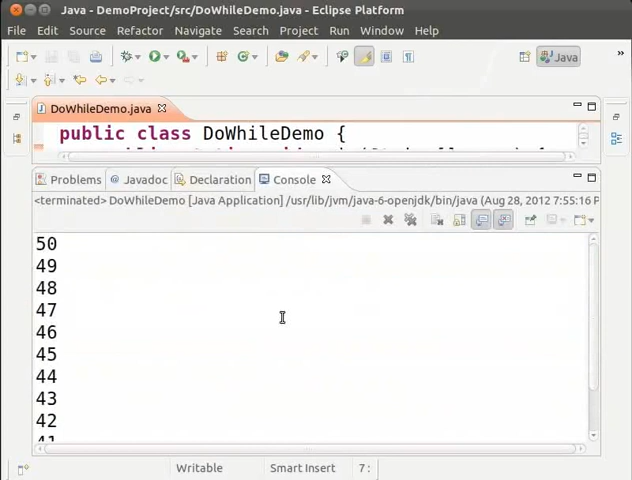 Java - DemoProject/src/DoWhileDemo.java - Eclipse Platform
File Edit Source Refactor Navigate Search Project Run Window Help
Java
DoWhileDemo.java
public class DoWhileDemo {
Problems @ Javadoc Declaration Console
<terminated> DoWhileDemo [Java Application] /usr/lib/jvm/java-6-openjdk/bin/java (Aug 28, 2012 7:55:16 P
50
49
48
47
46
45
44
43
42
41
Writable Smart Insert 7 :